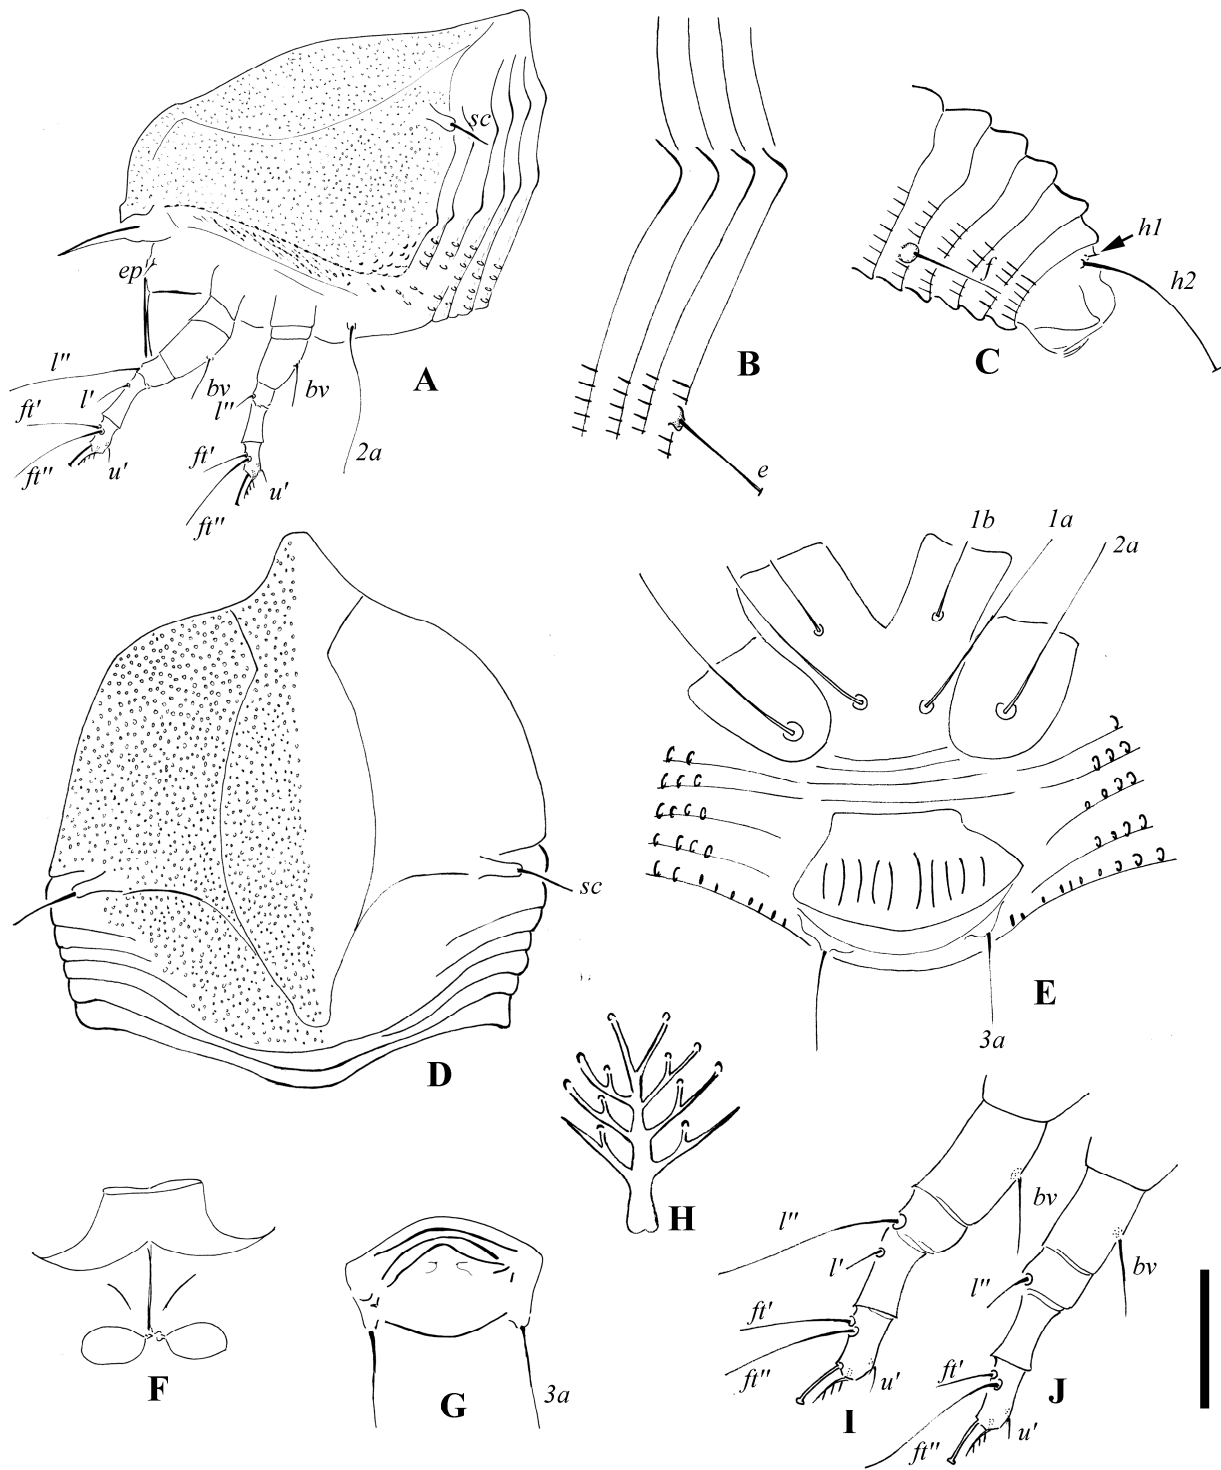 sc
ep
l"
l'
ft'
ft"
u'
bv
l"
bv
ft'
ft"
u'
2a
A
B
e
C
f
h1
h2
D
sc
1b
1a
2a
E
3a
F
G
3a
H
l"
l'
ft'
ft"
u'
bv
I
l"
bv
ft'
ft"
u'
J